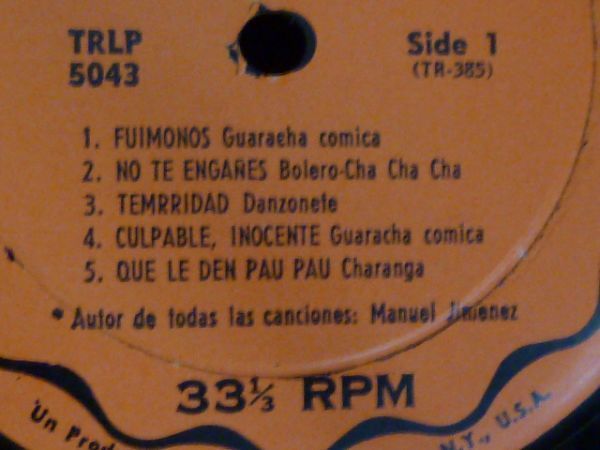 TRLP
5043
Side 1
(TR-385)
1. FUIMONOS Guaracha comica
2. NO TE ENGAÑES Bolero-Cha Cha Cha
3. TEMRRIDAD Danzonete
4. CULPABLE, INOCENTE Guaracha comica
5. QUE LE DEN PAU PAU Charanga
* Autor de todas las canciones: Manuel Jimenez
33⅓ RPM
Un
N.Y., U.S.A.